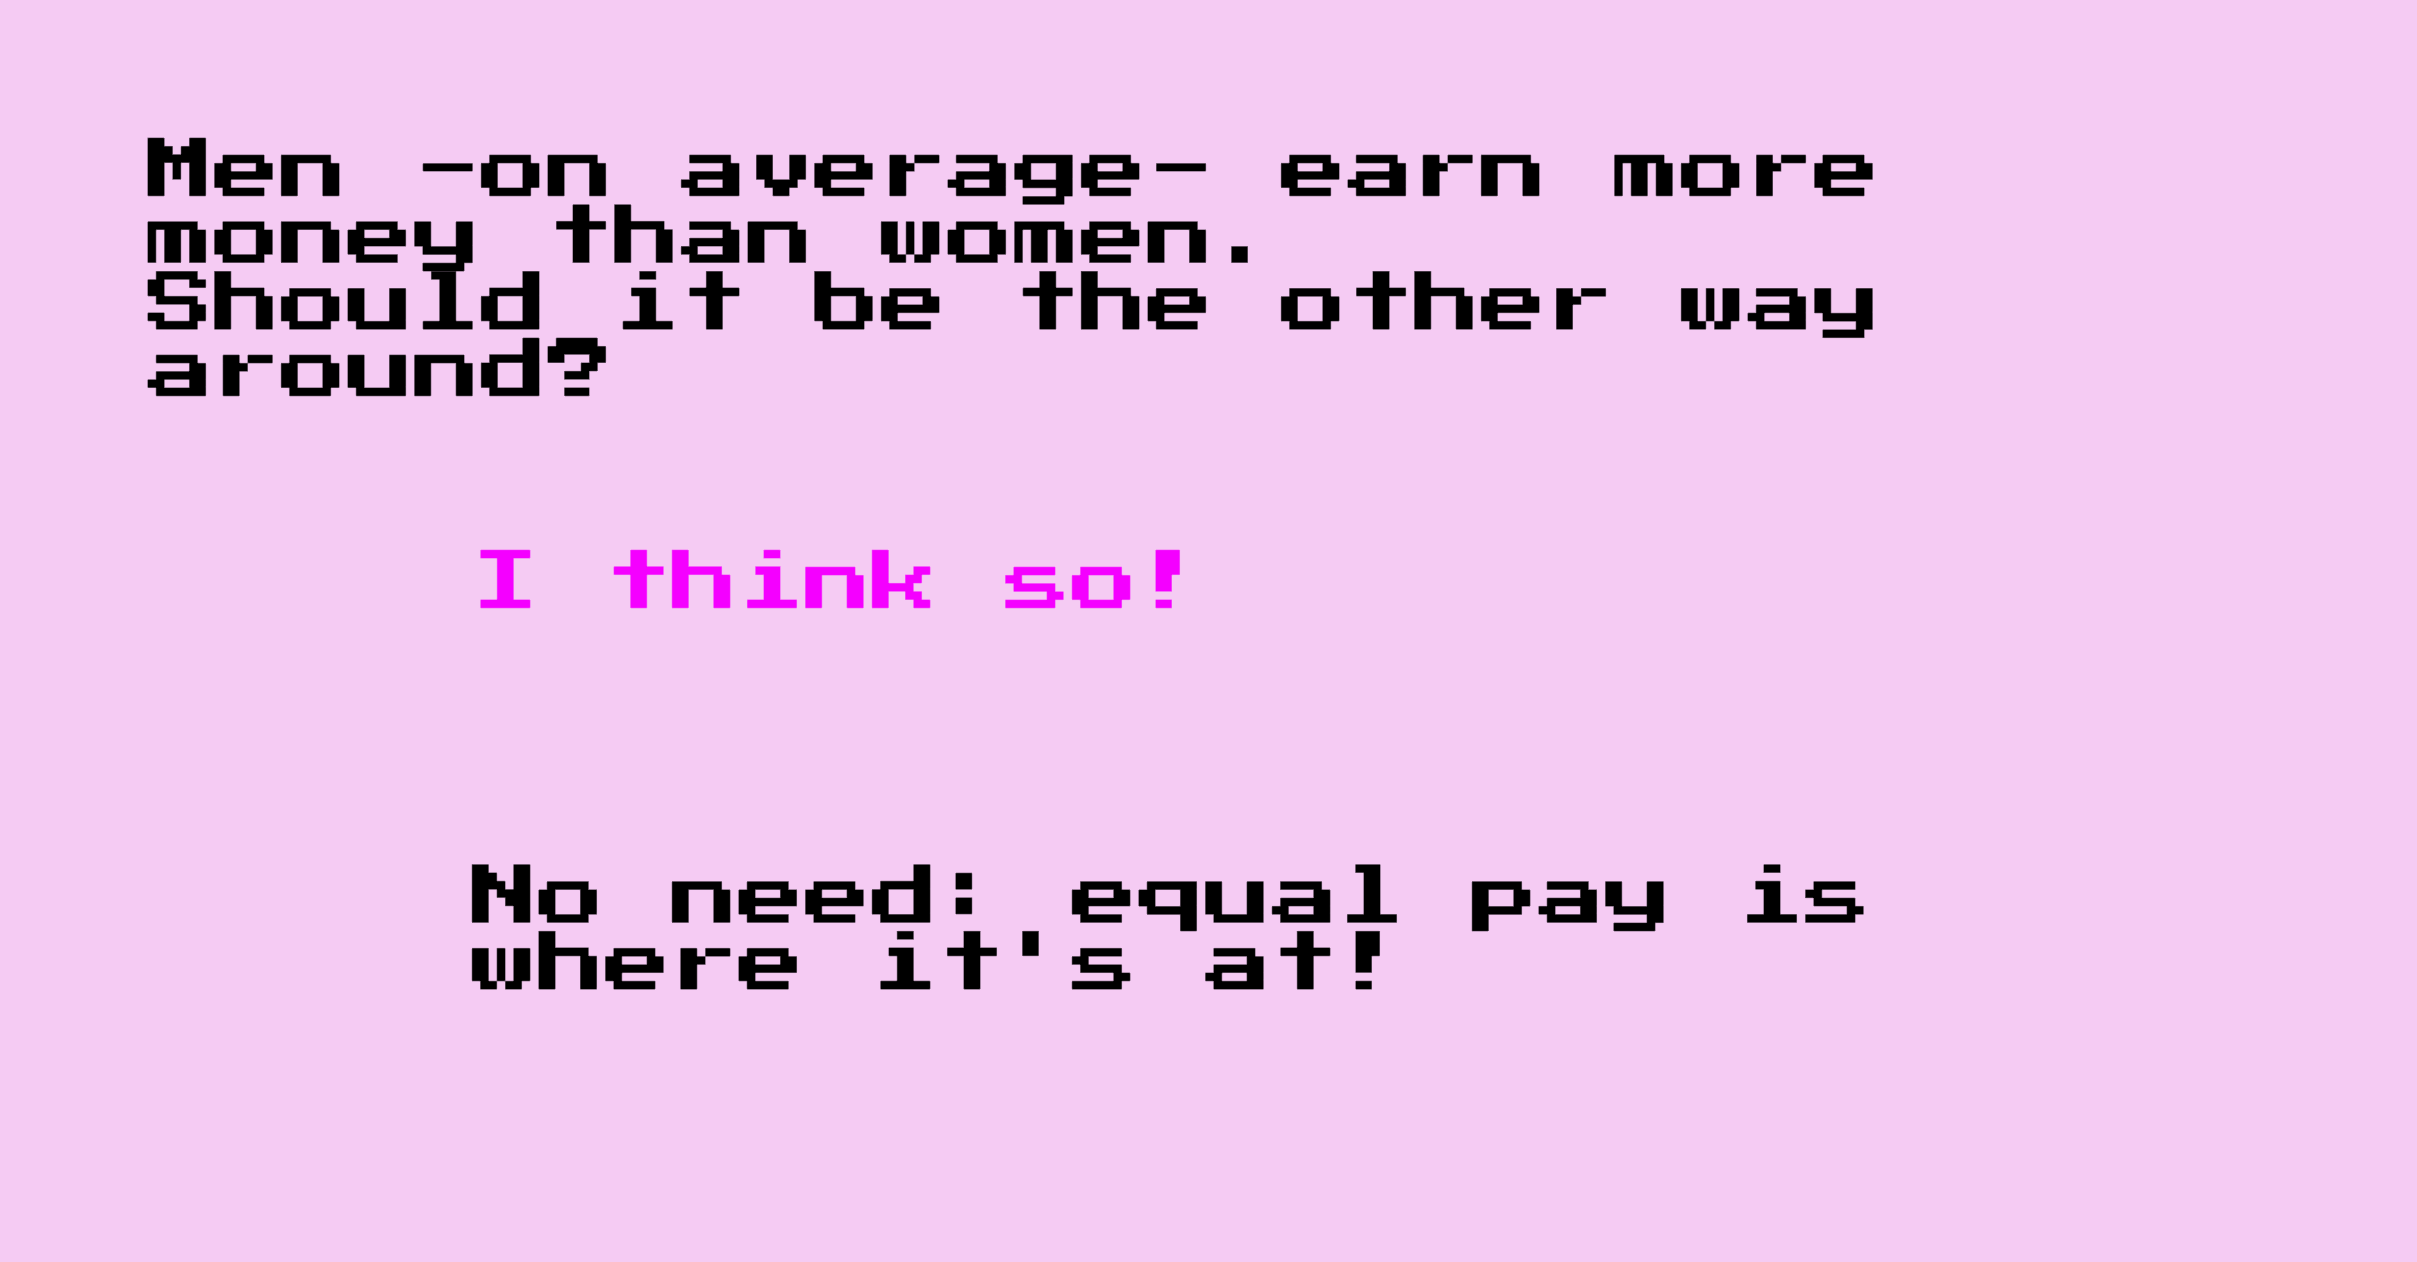 Men -on average- earn more
money than women.
Should it be the other way
around?
I think so!
No need: equal pay is
where it's at!